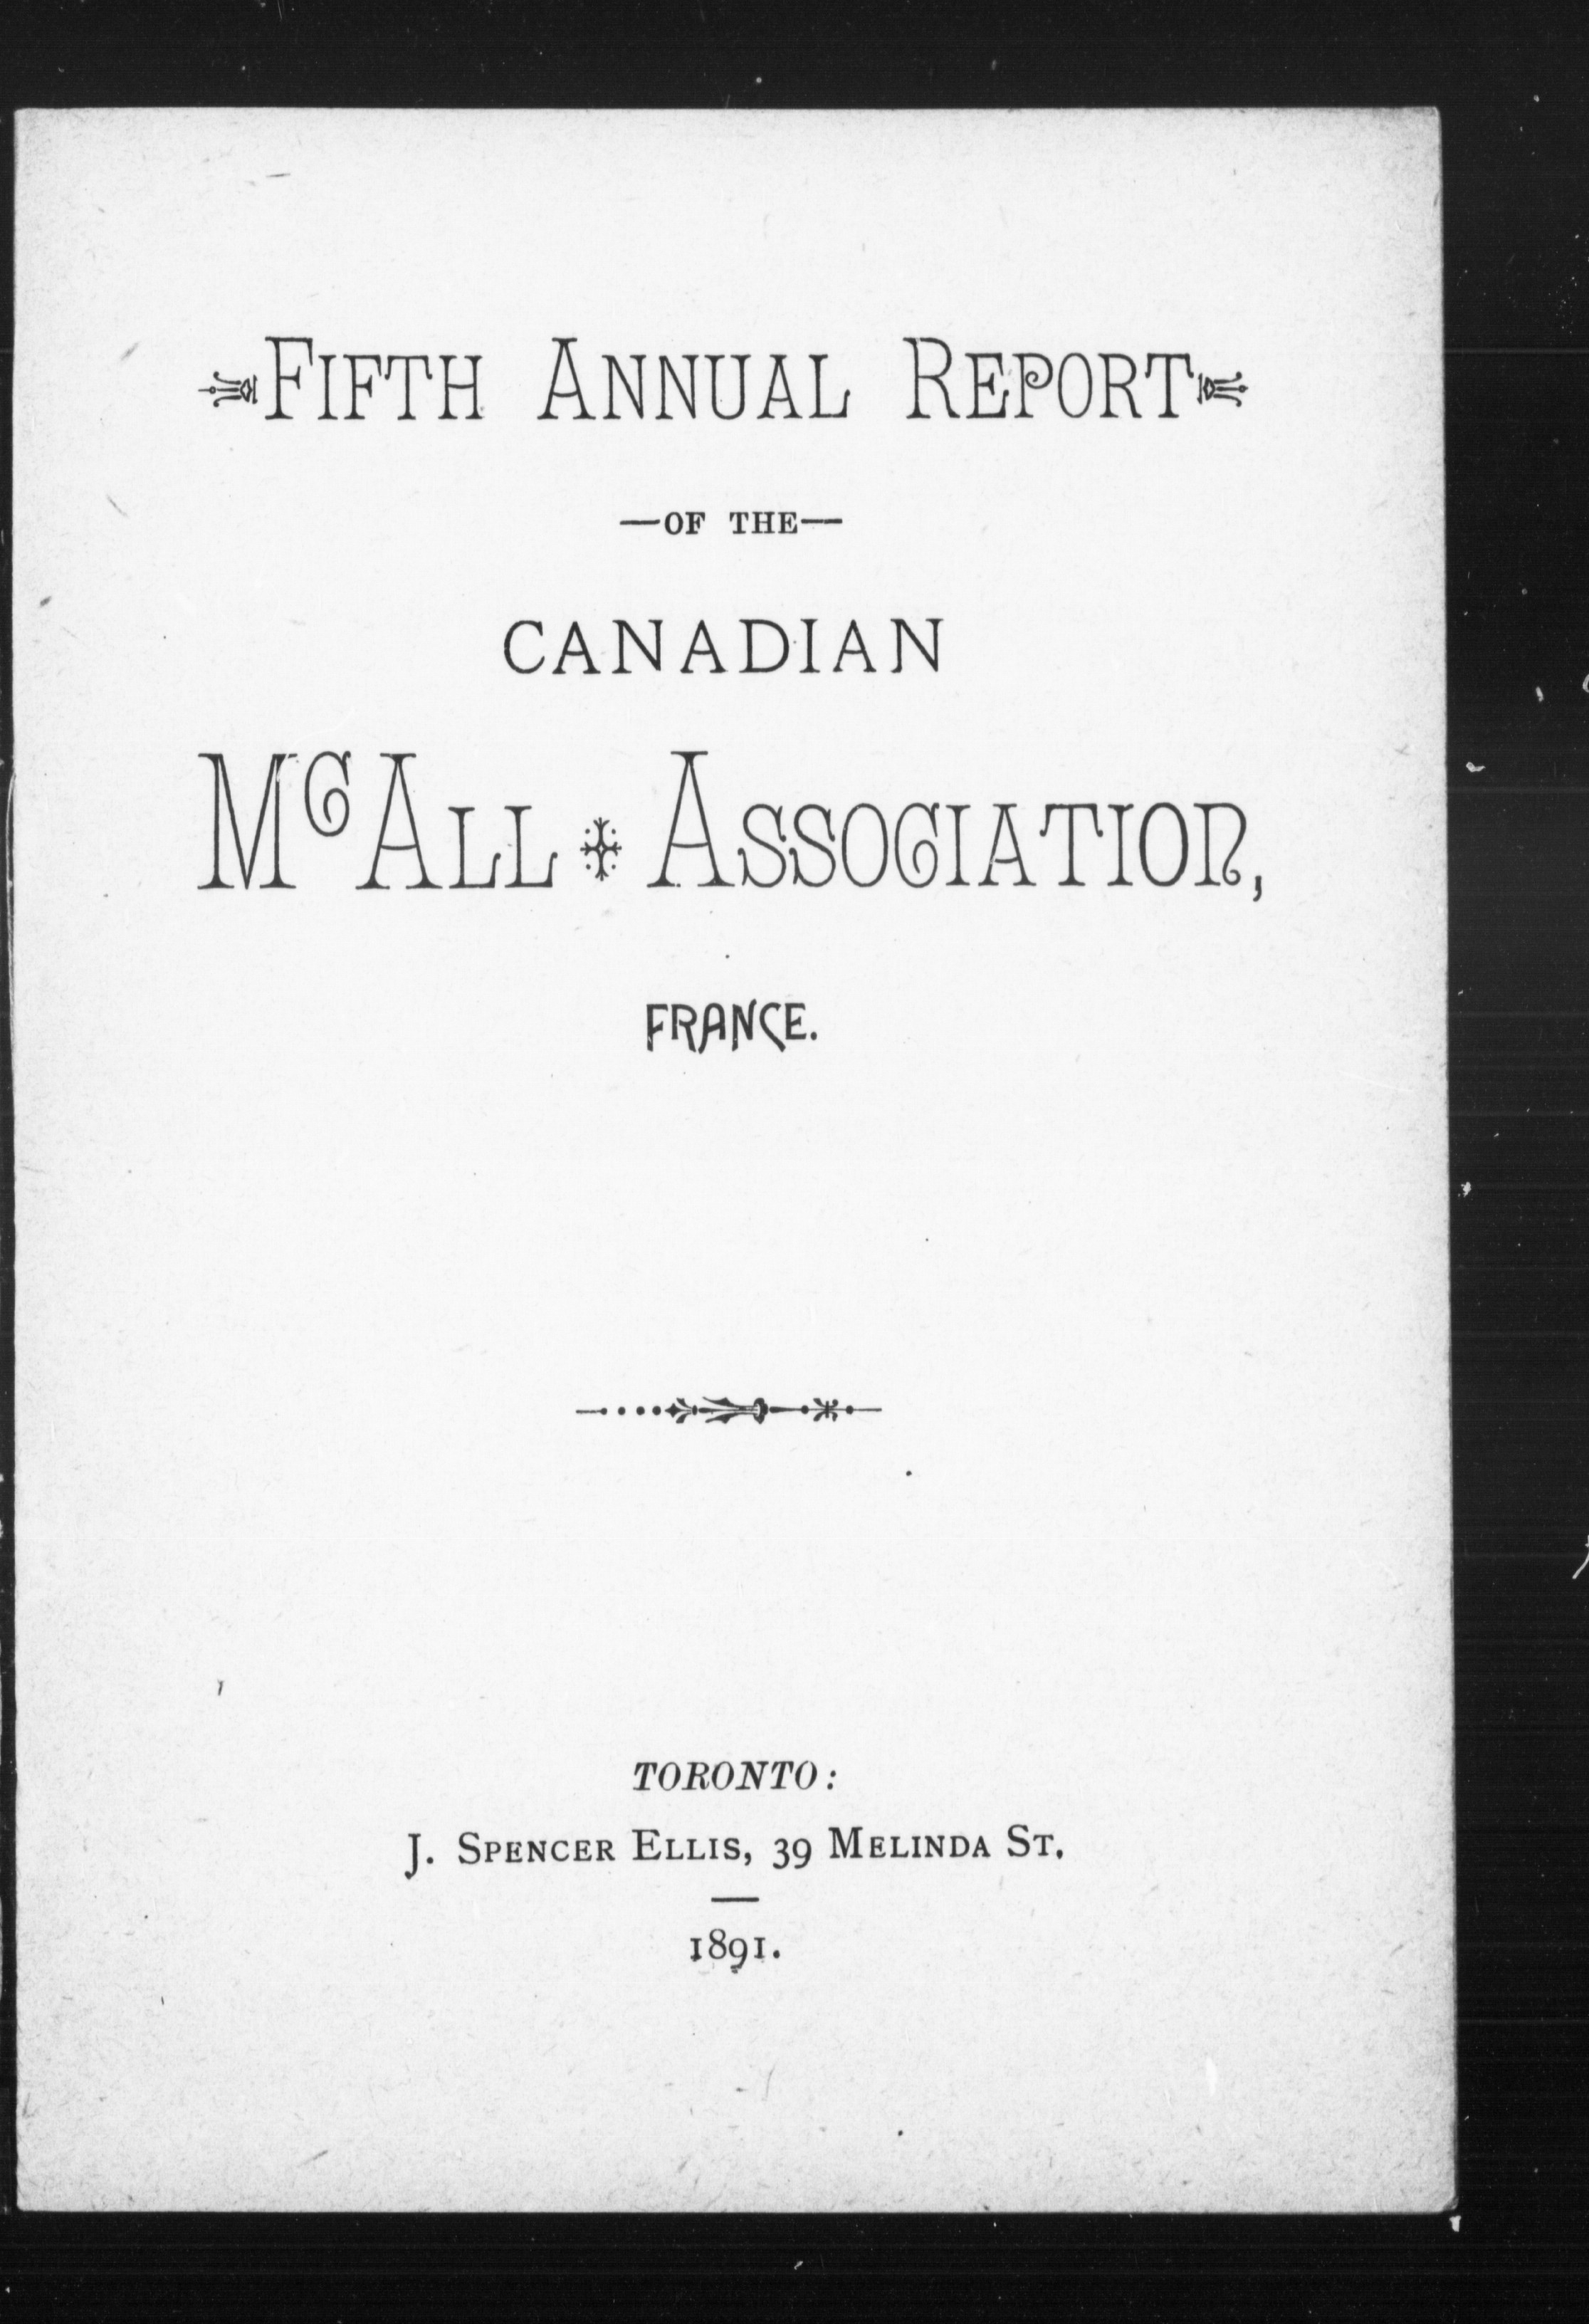 FIFTH ANNUAL REPORT
—OF THE—
CANADIAN
McALL ASSOCIATION,
FRANCE.
TORONTO:
J. SPENCER ELLIS, 39 MELINDA ST.
1891.